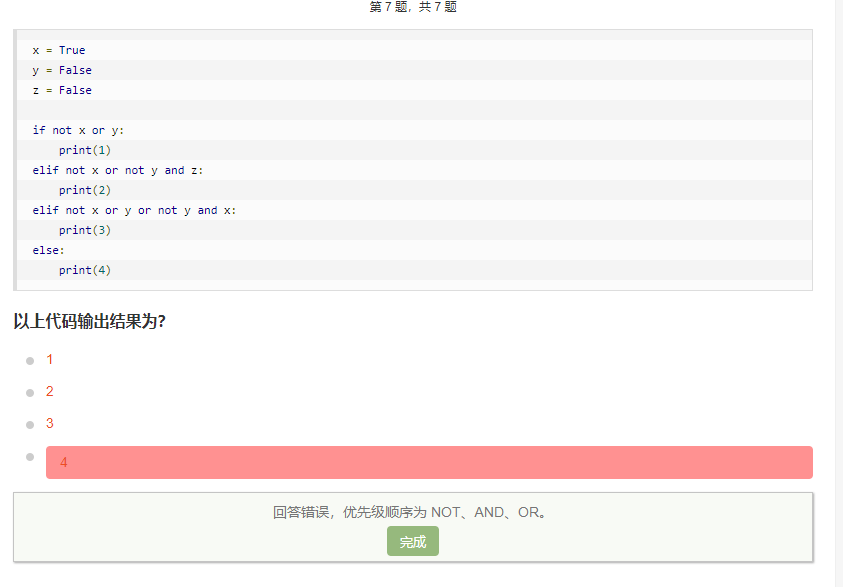 第 7 题，共 7 题
x = True
y = False
z = False
if not x or y:
    print(1)
elif not x or not y and z:
    print(2)
elif not x or y or not y and x:
    print(3)
else:
    print(4)
以上代码输出结果为?
1
2
3
4
回答错误，优先级顺序为 NOT、AND、OR。
完成